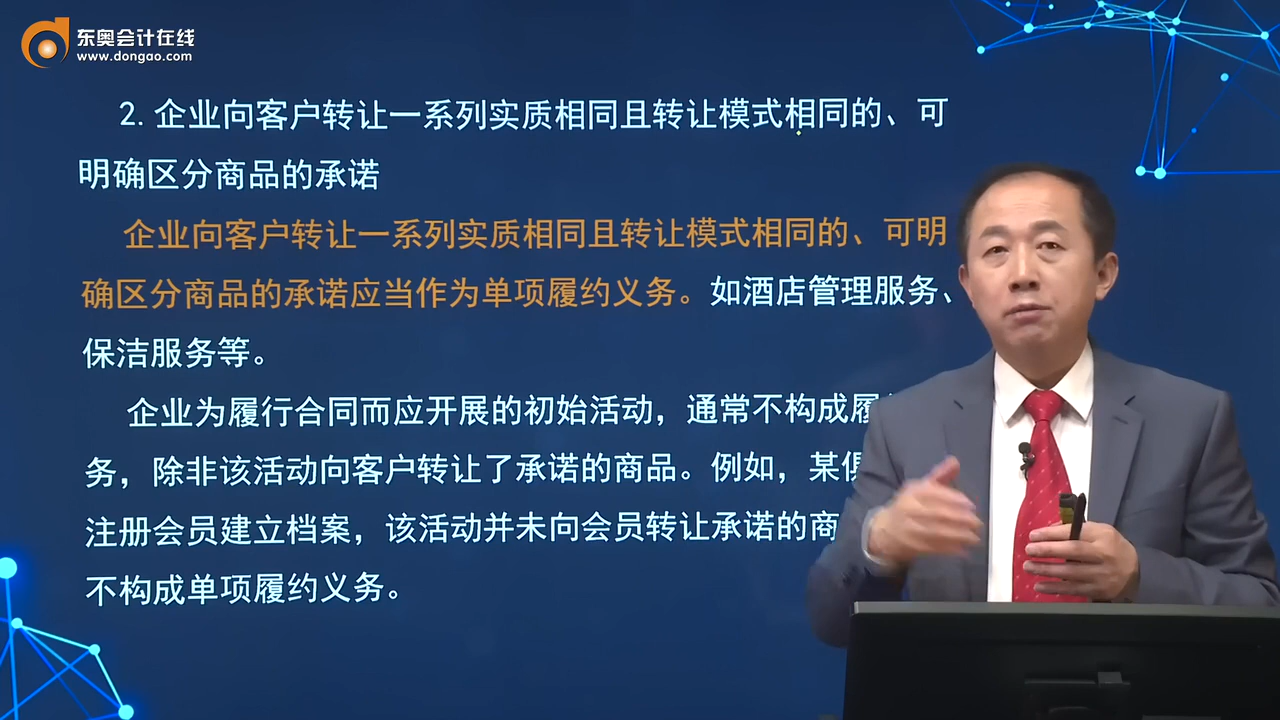 东奥会计在线
www.dongao.com
2. 企业向客户转让一系列实质相同且转让模式相同的、可
明确区分商品的承诺
企业向客户转让一系列实质相同且转让模式相同的、可明
确区分商品的承诺应当作为单项履约义务。如酒店管理服务、
保洁服务等。
企业为履行合同而应开展的初始活动，通常不构成履
务，除非该活动向客户转让了承诺的商品。例如，某
注册会员建立档案，该活动并未向会员转让承诺的商
不构成单项履约义务。